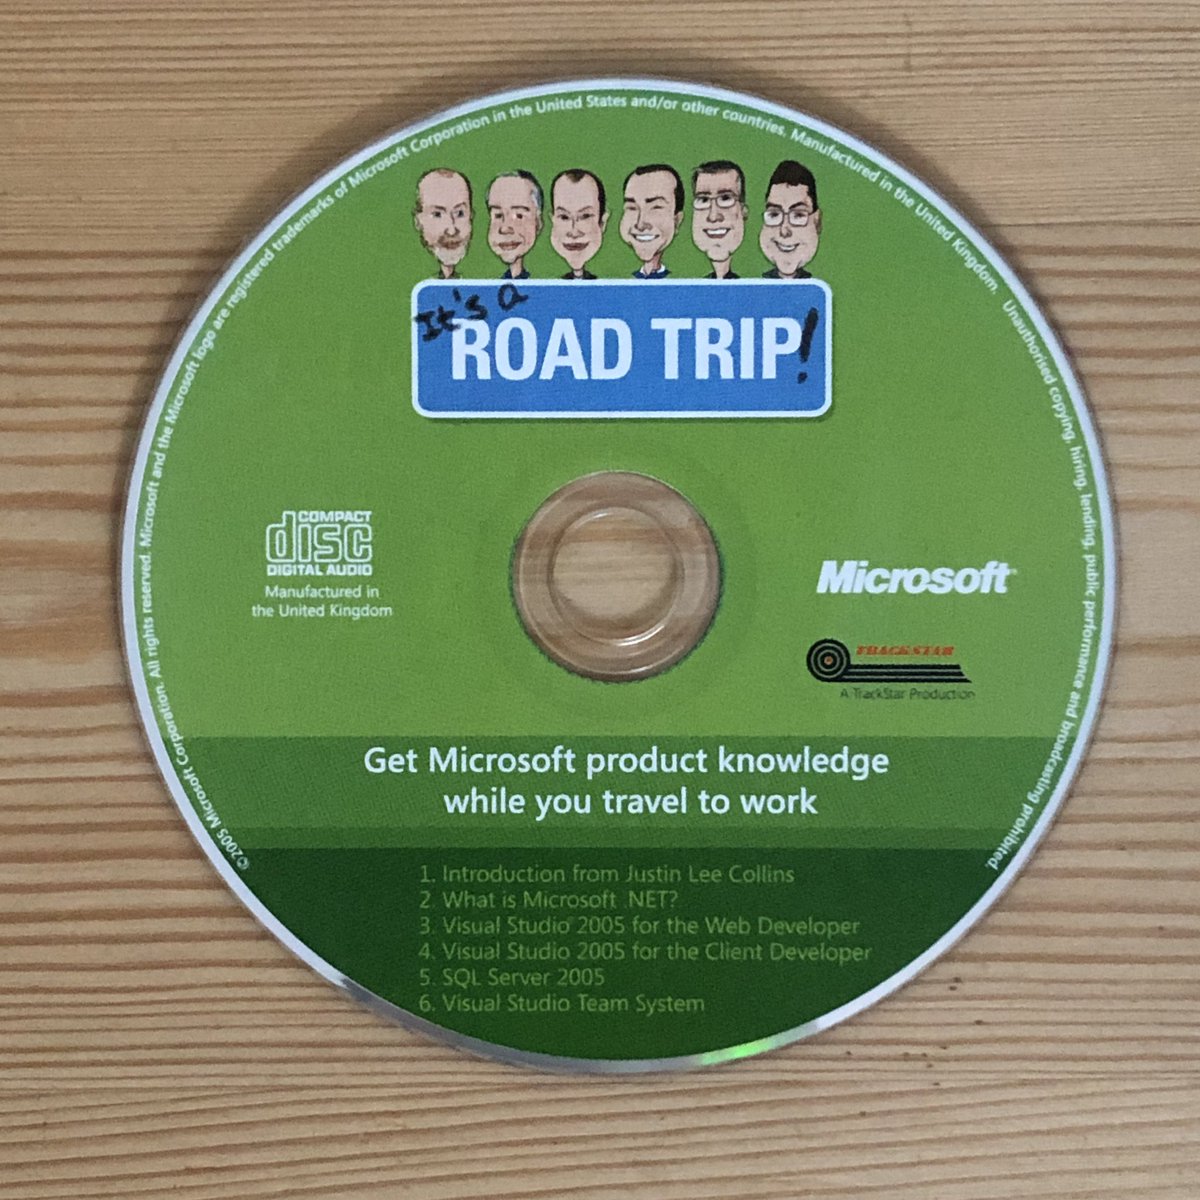 ©2005 Microsoft Corporation. All rights reserved. Microsoft and the Microsoft logo are registered trademarks of Microsoft Corporation in the United States and/or other countries. Manufactured in the United Kingdom. Unauthorised copying, hiring, lending, public performance and broadcasting prohibited.
It's a
ROAD TRIP!
COMPACT
disc
DIGITAL AUDIO
Manufactured in
the United Kingdom
Microsoft
TRACKSTAR
A TrackStar Production
Get Microsoft product knowledge
while you travel to work
1. Introduction from Justin Lee Collins
2. What is Microsoft .NET?
3. Visual Studio 2005 for the Web Developer
4. Visual Studio 2005 for the Client Developer
5. SQL Server 2005
6. Visual Studio Team System